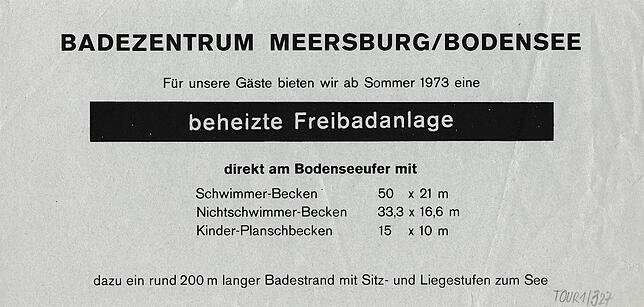 BADEZENTRUM MEERSBURG/BODENSEE
Für unsere Gäste bieten wir ab Sommer 1973 eine
beheizte Freibadanlage
direkt am Bodenseeufer mit
Schwimmer-Becken 50 x 21 m
Nichtschwimmer-Becken 33,3 x 16,6 m
Kinder-Planschbecken 15 x 10 m
dazu ein rund 200 m langer Badestrand mit Sitz- und Liegestufen zum See